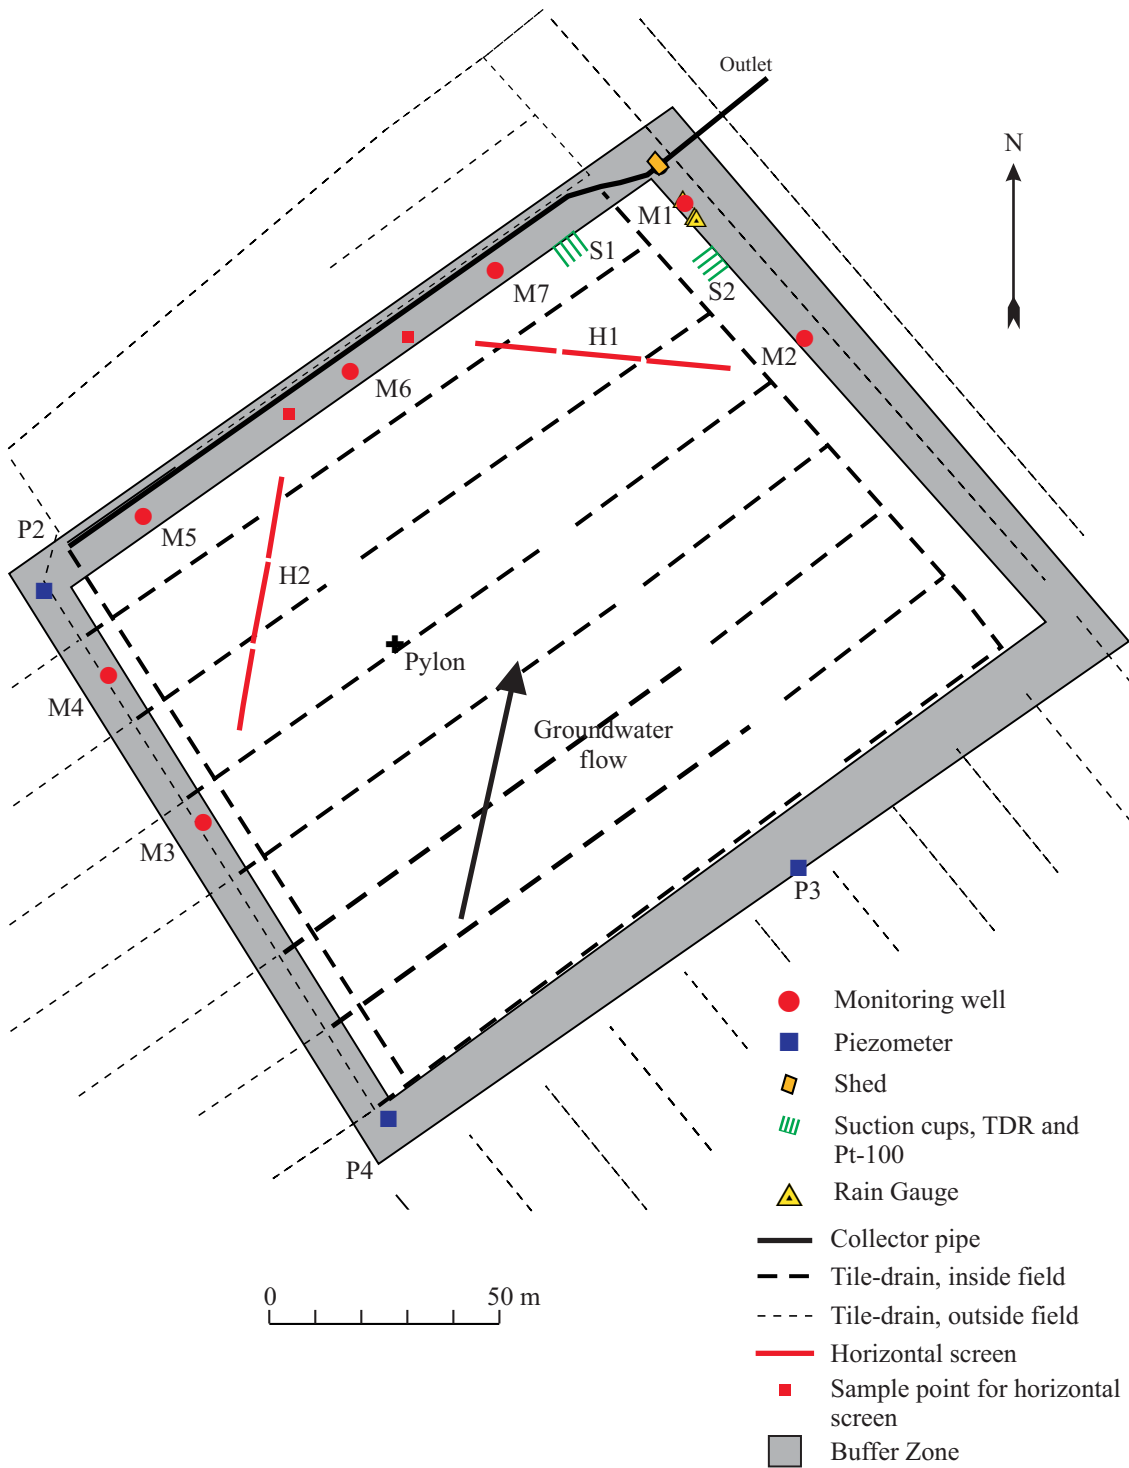 Outlet
N
M1
S1
S2
M7
H1
M2
M6
P2
M5
H2
Pylon
M4
Groundwater
flow
M3
P3
P4
Monitoring well
Piezometer
Shed
Suction cups, TDR and
Pt-100
Rain Gauge
Collector pipe
Tile-drain, inside field
Tile-drain, outside field
Horizontal screen
Sample point for horizontal
screen
Buffer Zone
0 50 m